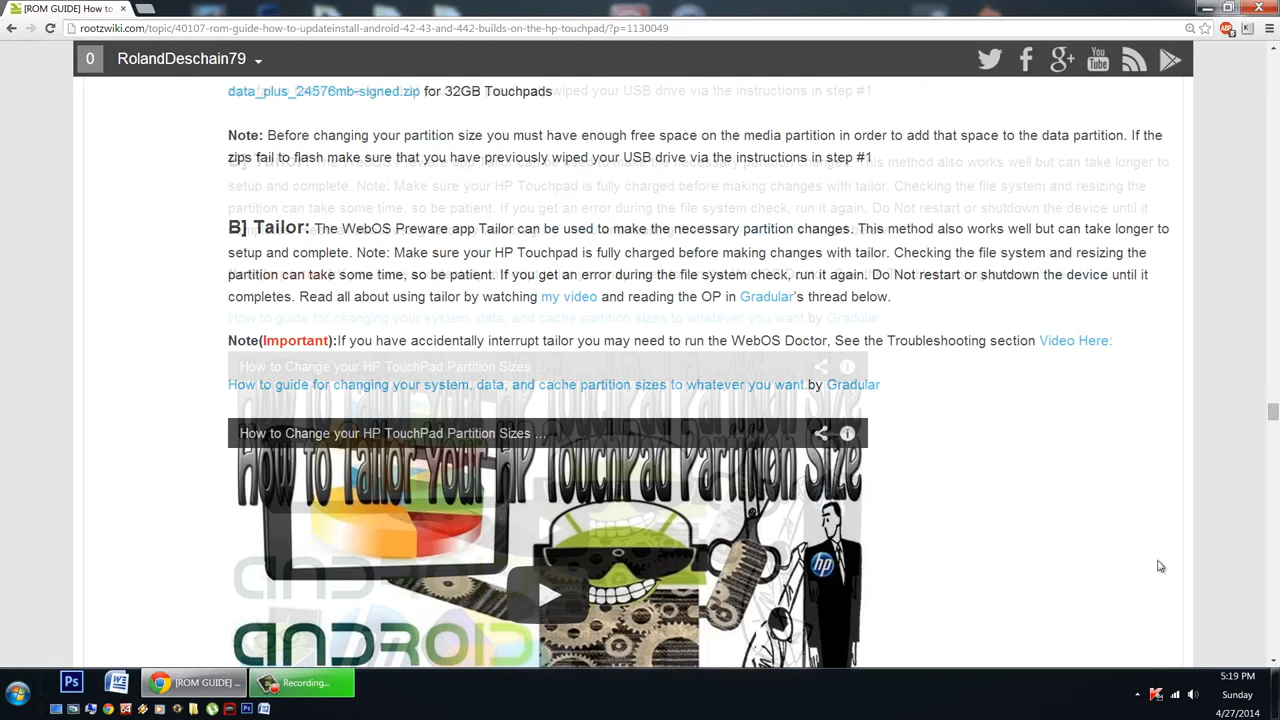 [ROM GUIDE] How to
rootzwiki.com/topic/40107-rom-guide-how-to-updateinstall-android-42-43-and-442-builds-on-the-hp-touchpad/?p=1130049
0 RolandDeschain79
data_plus_24576mb-signed.zip for 32GB Touchpads
Note: Before changing your partition size you must have enough free space on the media partition in order to add that space to the data partition. If the
zips fail to flash make sure that you have previously wiped your USB drive via the instructions in step #1
B] Tailor: The WebOS Preware app Tailor can be used to make the necessary partition changes. This method also works well but can take longer to
setup and complete. Note: Make sure your HP Touchpad is fully charged before making changes with tailor. Checking the file system and resizing the
partition can take some time, so be patient. If you get an error during the file system check, run it again. Do Not restart or shutdown the device until it
completes. Read all about using tailor by watching my video and reading the OP in Gradular's thread below.
Note(Important):If you have accidentally interrupt tailor you may need to run the WebOS Doctor, See the Troubleshooting section Video Here:
How to guide for changing your system, data, and cache partition sizes to whatever you want.by Gradular
How to Change your HP TouchPad Partition Sizes ...
How to Tailor Your HP TouchPad Partition Size
hp
ANDROID
Ps
[ROM GUIDE] ...
Recording...
5:19 PM
Sunday
4/27/2014